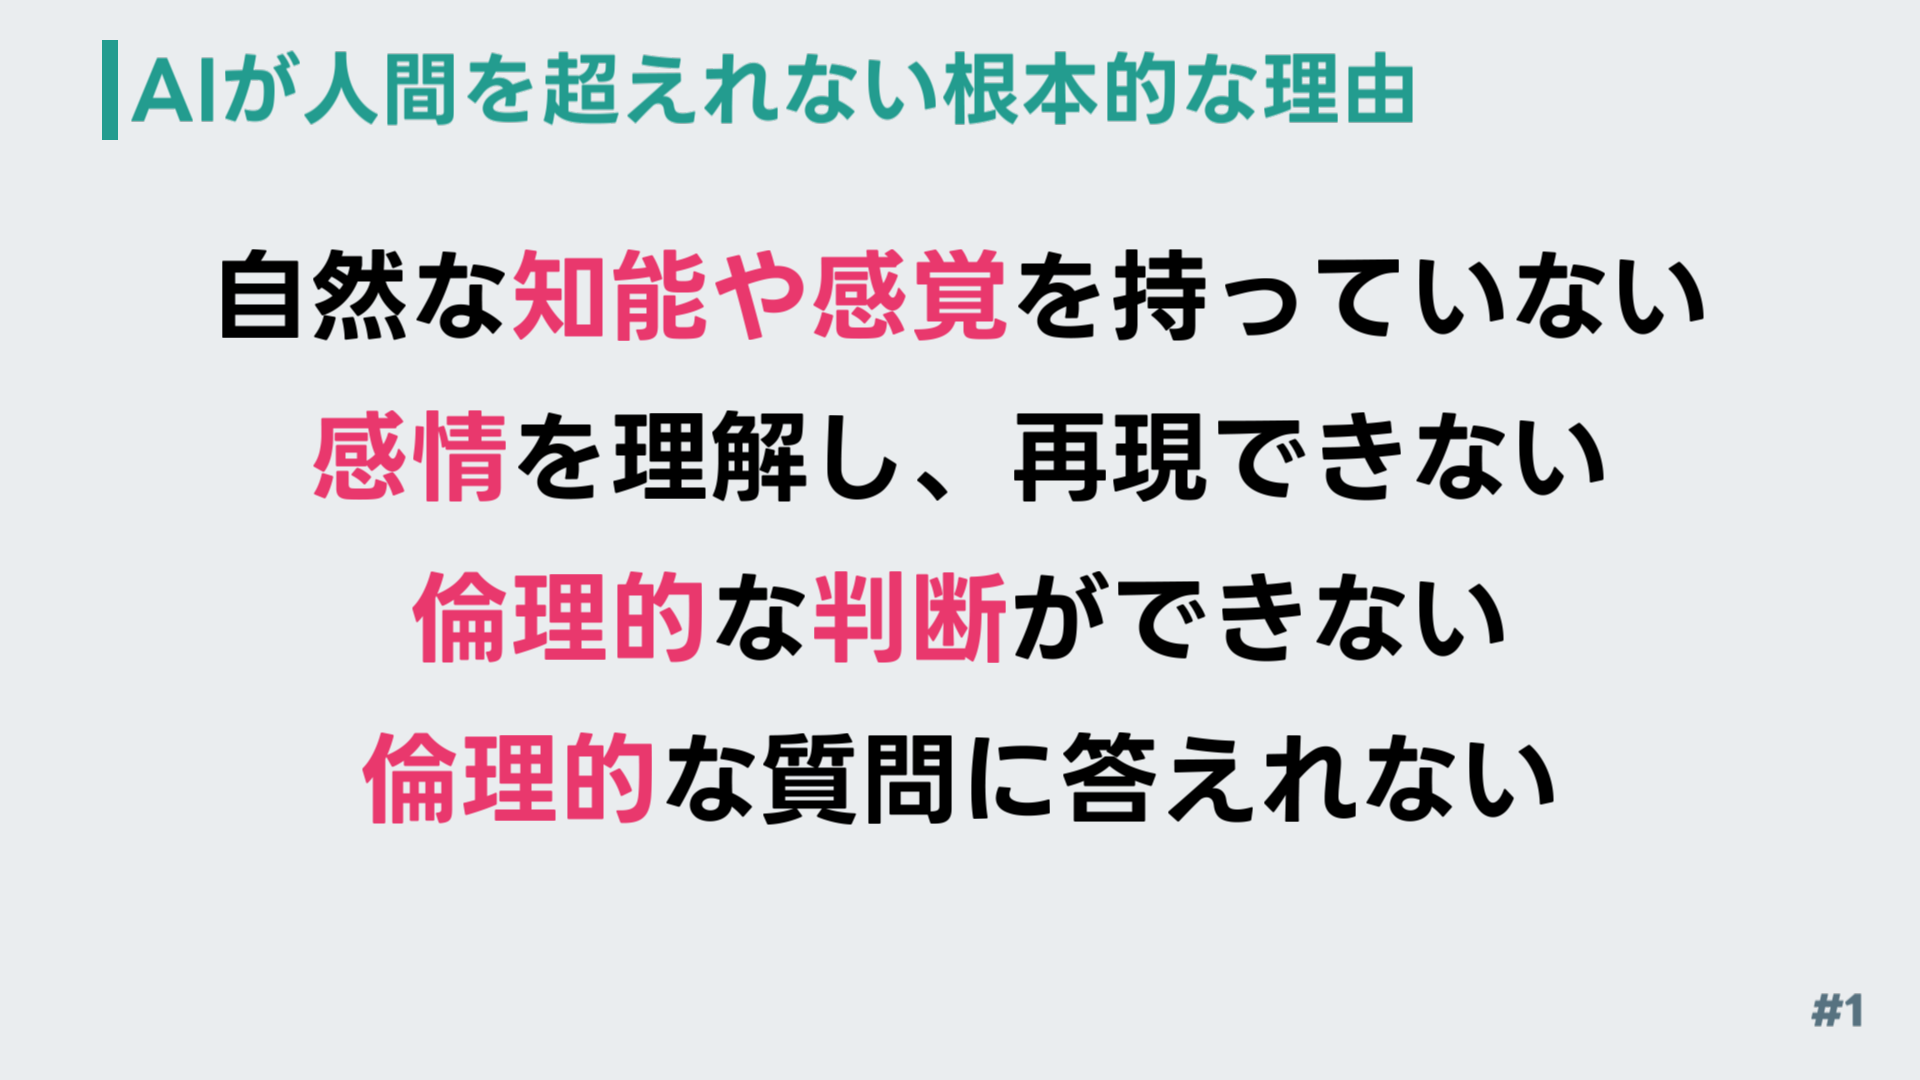 AIが人間を超えれない根本的な理由
自然な知能や感覚を持っていない
感情を理解し、再現できない
倫理的な判断ができない
倫理的な質問に答えれない
#1